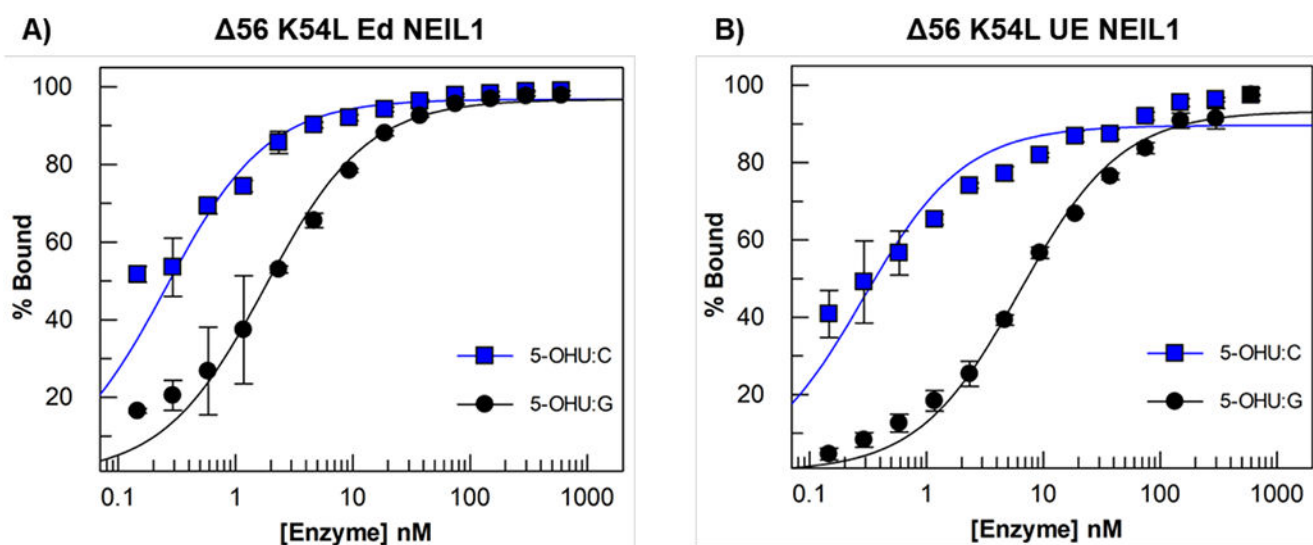 A) Δ56 K54L Ed NEIL1
100
80
60
40
20
% Bound
5-OHU:C
5-OHU:G
0.1 1 10 100 1000
[Enzyme] nM
B) Δ56 K54L UE NEIL1
100
80
60
40
20
% Bound
5-OHU:C
5-OHU:G
0.1 1 10 100 1000
[Enzyme] nM